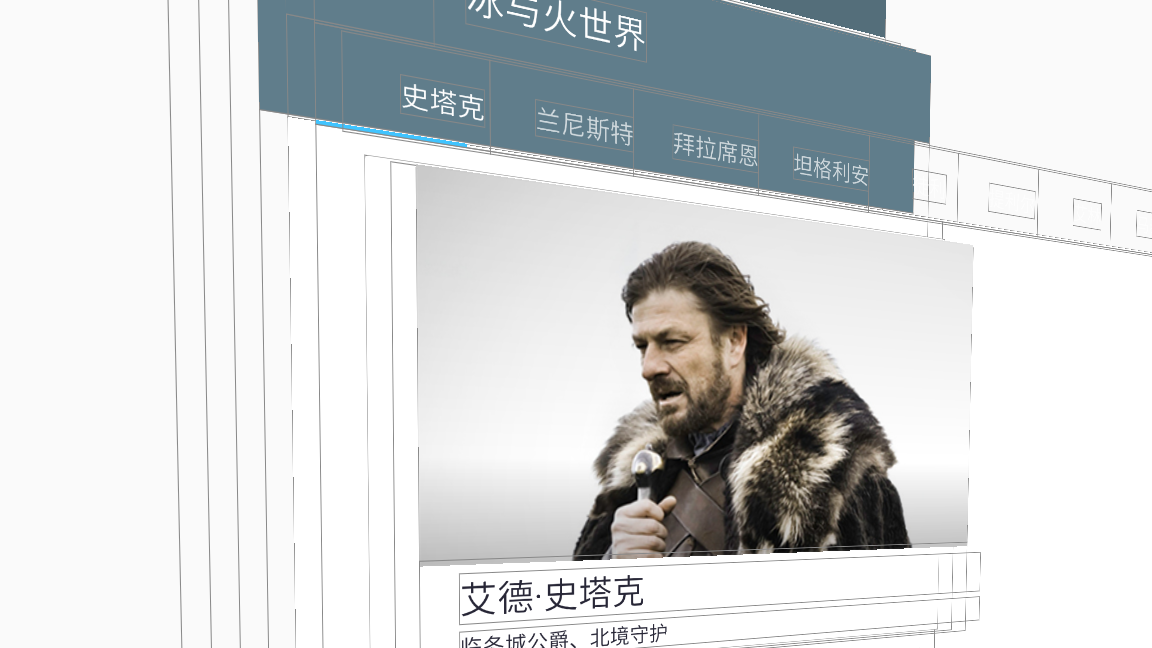 冰与火世界
史塔克
兰尼斯特
拜拉席恩
坦格利安
艾德·史塔克
临冬城公爵、北境守护